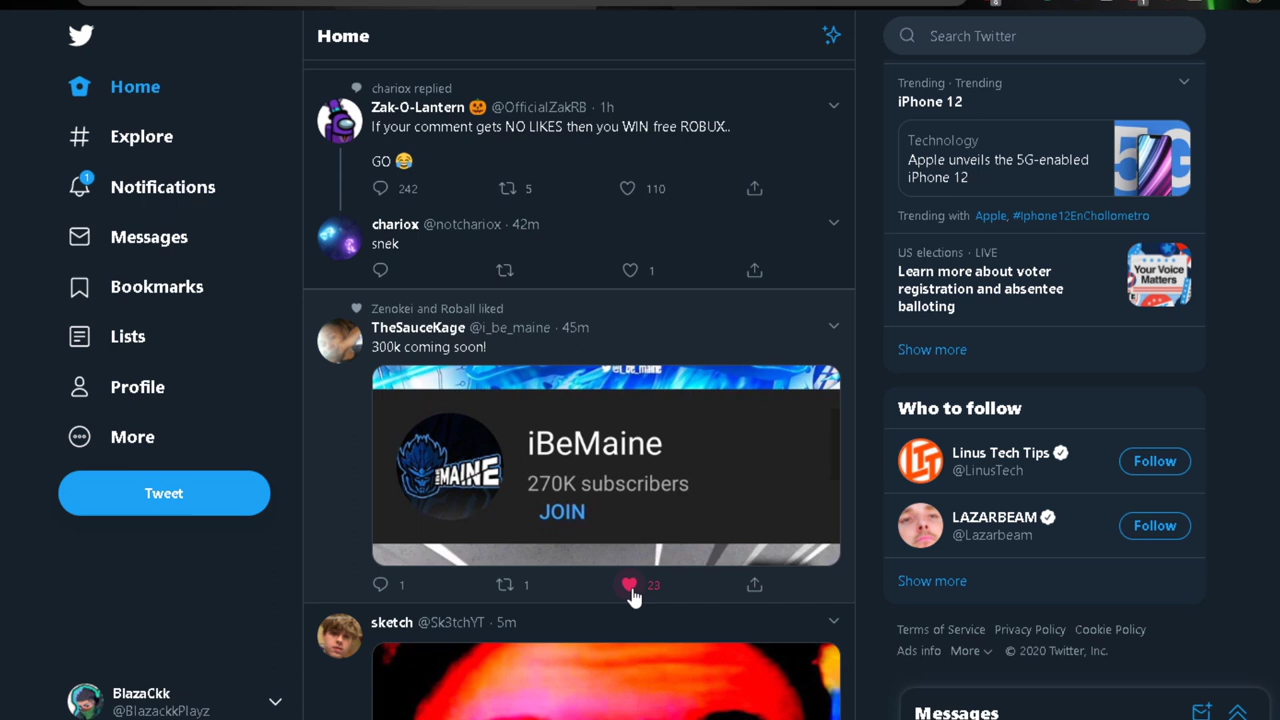 Home
Explore
Notifications
1
Messages
Bookmarks
Lists
Profile
More
Tweet
BlazaCkk
@BlazackkPlayz
Home
chariox replied
Zak-O-Lantern 🎃 @OfficialZakRB · 1h
If your comment gets NO LIKES then you WIN free ROBUX..
GO 😂
242 5 110
chariox @notchariox · 42m
snek
1
Zenokei and Roball liked
TheSauceKage @i_be_maine · 45m
300k coming soon!
@i_be_maine
MAINE
iBeMaine
270K subscribers
JOIN
1 1 23
sketch @Sk3tchYT · 5m
Search Twitter
Trending · Trending
iPhone 12
Technology
Apple unveils the 5G-enabled
iPhone 12
5G
Trending with Apple, #Iphone12EnChollometro
US elections · LIVE
Learn more about voter
registration and absentee
balloting
Your Voice
Matters
Show more
Who to follow
Linus Tech Tips
@LinusTech
Follow
LAZARBEAM
@Lazarbeam
Follow
Show more
Terms of Service Privacy Policy Cookie Policy
Ads info More © 2020 Twitter, Inc.
Messages